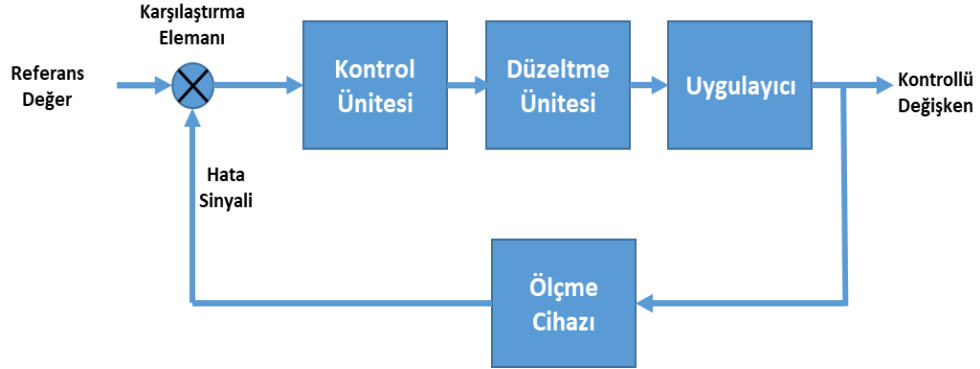 Karşılaştırma
Elemanı
Referans
Değer
Kontrol
Ünitesi
Düzeltme
Ünitesi
Uygulayıcı
Kontrollü
Değişken
Hata
Sinyali
Ölçme
Cihazı